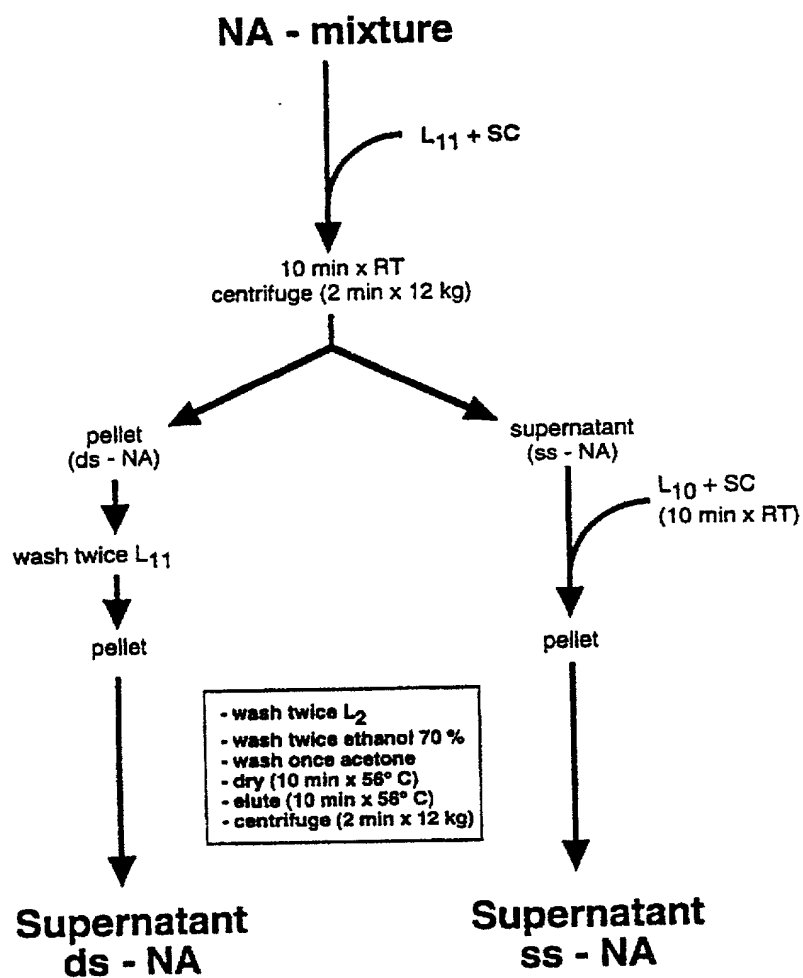 NA - mixture
L11 + SC
10 min x RT
centrifuge (2 min x 12 kg)
pellet
(ds - NA)
supernatant
(ss - NA)
L10 + SC
(10 min x RT)
wash twice L11
pellet
pellet
- wash twice L2
- wash twice ethanol 70 %
- wash once acetone
- dry (10 min x 56° C)
- elute (10 min x 56° C)
- centrifuge (2 min x 12 kg)
Supernatant
ds - NA
Supernatant
ss - NA